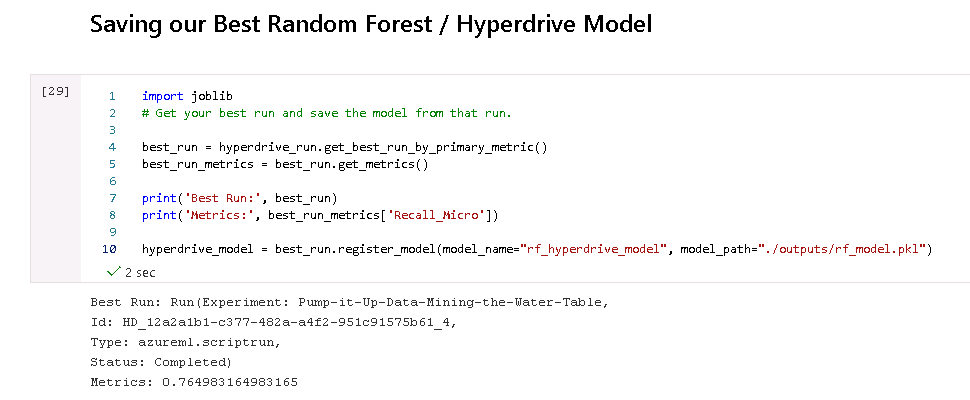 Saving our Best Random Forest / Hyperdrive Model
[29]
1 import joblib
2 # Get your best run and save the model from that run.
3
4 best_run = hyperdrive_run.get_best_run_by_primary_metric()
5 best_run_metrics = best_run.get_metrics()
6
7 print('Best Run:', best_run)
8 print('Metrics:', best_run_metrics['Recall_Micro'])
9
10 hyperdrive_model = best_run.register_model(model_name="rf_hyperdrive_model", model_path="./outputs/rf_model.pkl")
2 sec
Best Run: Run(Experiment: Pump-it-Up-Data-Mining-the-Water-Table,
Id: HD_12a2a1b1-c377-482a-a4f2-951c91575b61_4,
Type: azureml.scriptrun,
Status: Completed)
Metrics: 0.764983164983165